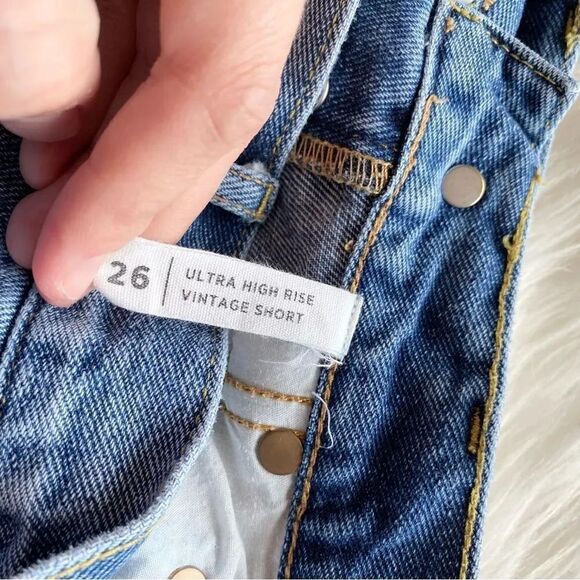 26 | ULTRA HIGH RISE
VINTAGE SHORT